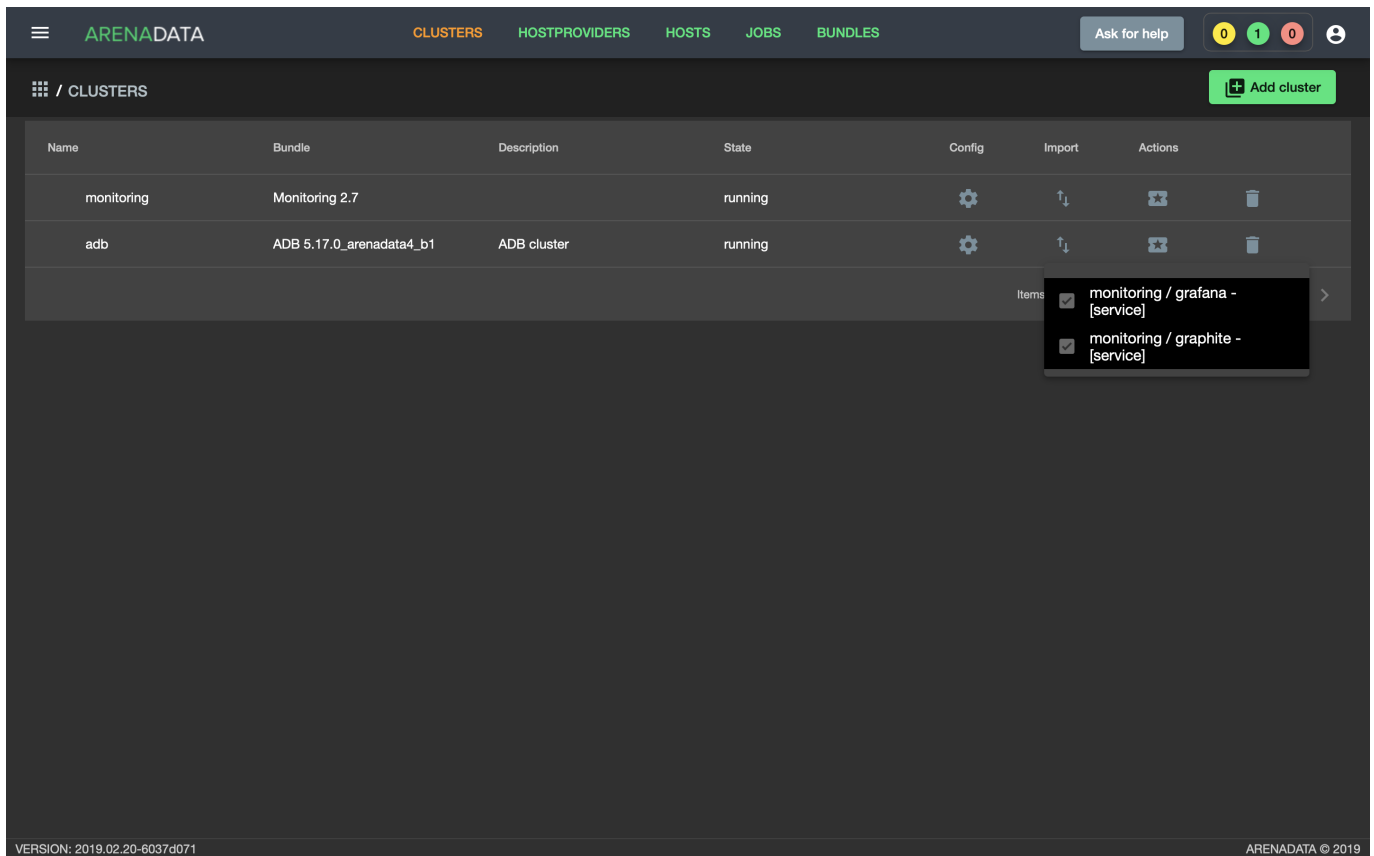 ARENADATA CLUSTERS HOSTPROVIDERS HOSTS JOBS BUNDLES Ask for help 0 1 0
/ CLUSTERS Add cluster
Name Bundle Description State Config Import Actions
monitoring Monitoring 2.7 running
adb ADB 5.17.0_arenadata4_b1 ADB cluster running
Items
monitoring / grafana -
[service]
monitoring / graphite -
[service]
VERSION: 2019.02.20-6037d071 ARENADATA © 2019